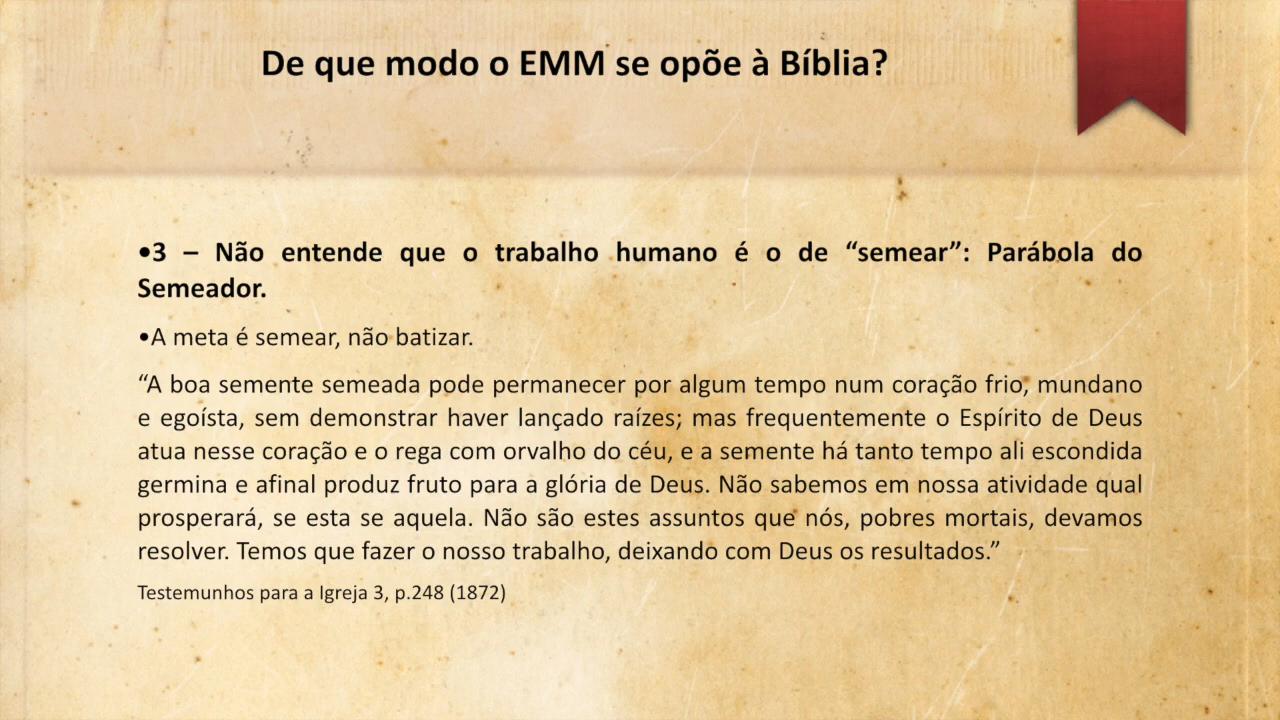 De que modo o EMM se opõe à Bíblia?
•3 – Não entende que o trabalho humano é o de “semear”: Parábola do
Semeador.
•A meta é semear, não batizar.
“A boa semente semeada pode permanecer por algum tempo num coração frio, mundano
e egoísta, sem demonstrar haver lançado raízes; mas frequentemente o Espírito de Deus
atua nesse coração e o rega com orvalho do céu, e a semente há tanto tempo ali escondida
germina e afinal produz fruto para a glória de Deus. Não sabemos em nossa atividade qual
prosperará, se esta se aquela. Não são estes assuntos que nós, pobres mortais, devamos
resolver. Temos que fazer o nosso trabalho, deixando com Deus os resultados.”
Testemunhos para a Igreja 3, p.248 (1872)